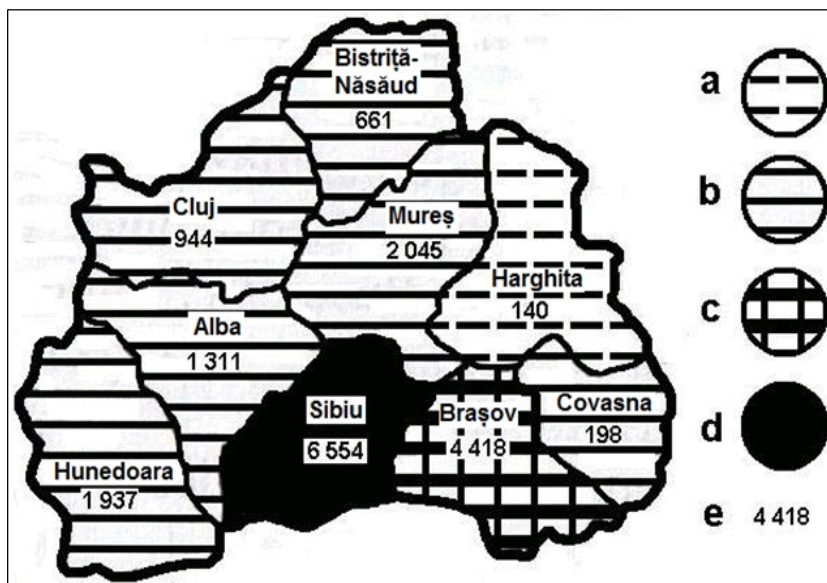 Bistriță-
Năsăud
661
a
b
c
d
e 4 418
Cluj
944
Mureș
2 045
Harghita
140
Alba
1 311
Sibiu
6 554
Brașov
4 418
Covasna
198
Hunedoara
1 937